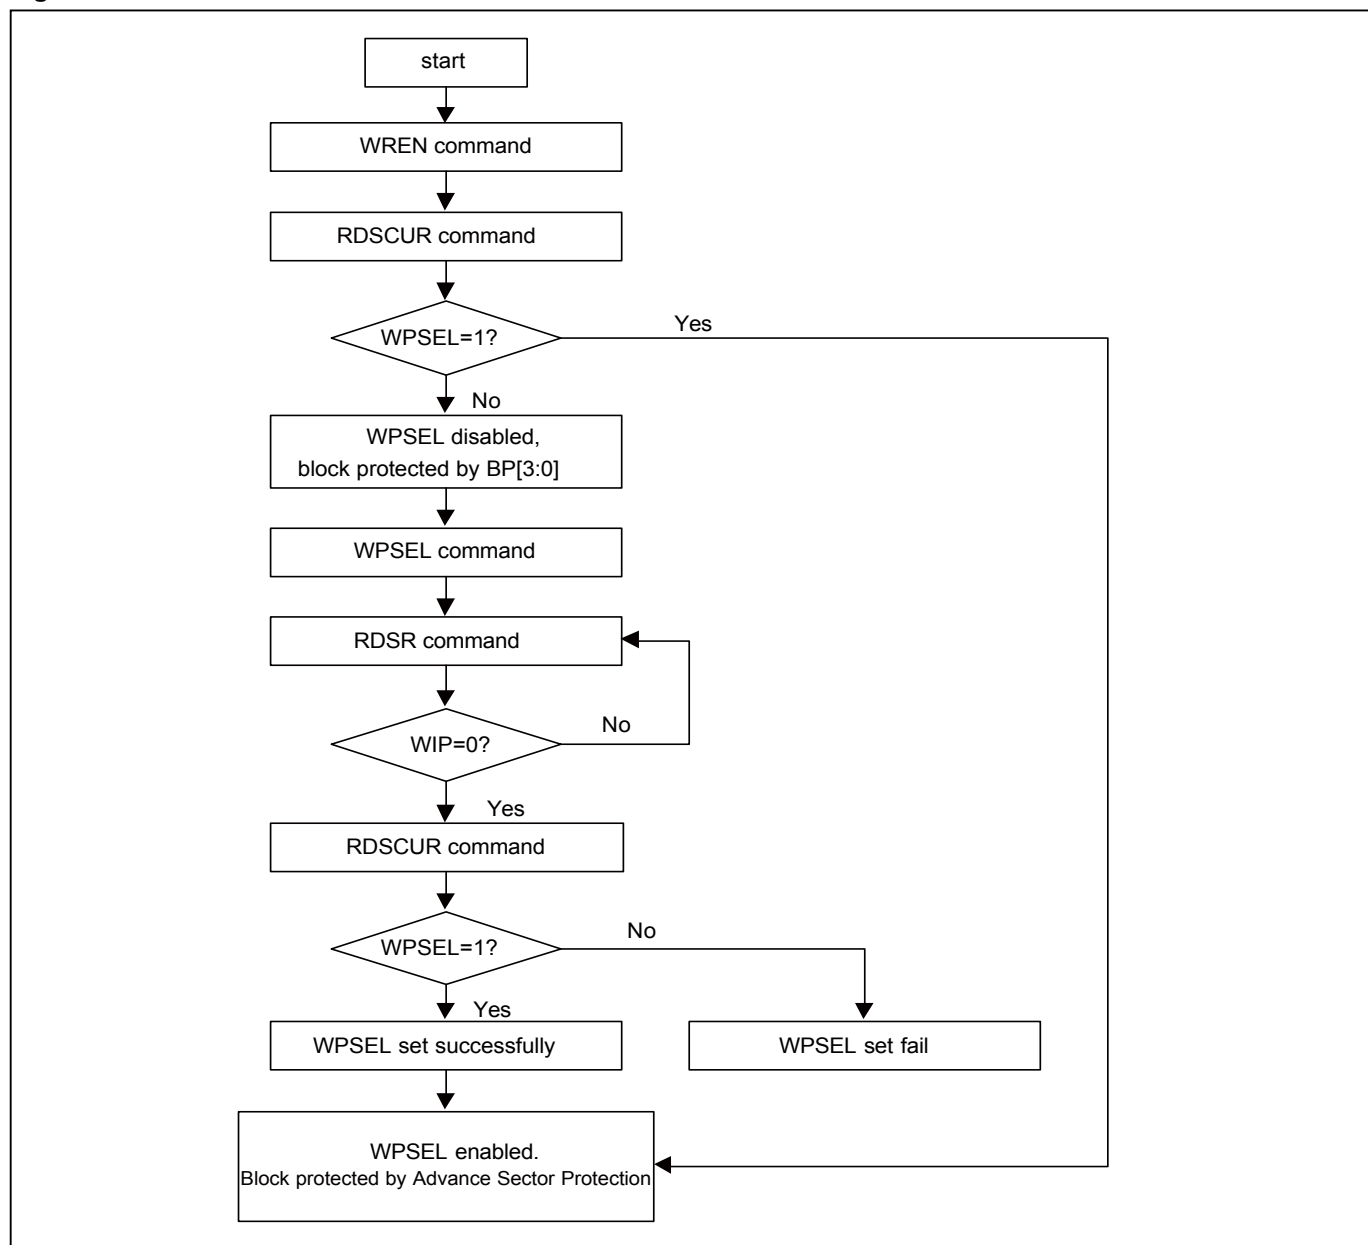 start
WREN command
RDSCUR command
WPSEL=1?
Yes
No
WPSEL disabled,
block protected by BP[3:0]
WPSEL command
RDSR command
WIP=0?
No
Yes
RDSCUR command
WPSEL=1?
No
Yes
WPSEL set successfully
WPSEL set fail
WPSEL enabled.
Block protected by Advance Sector Protection